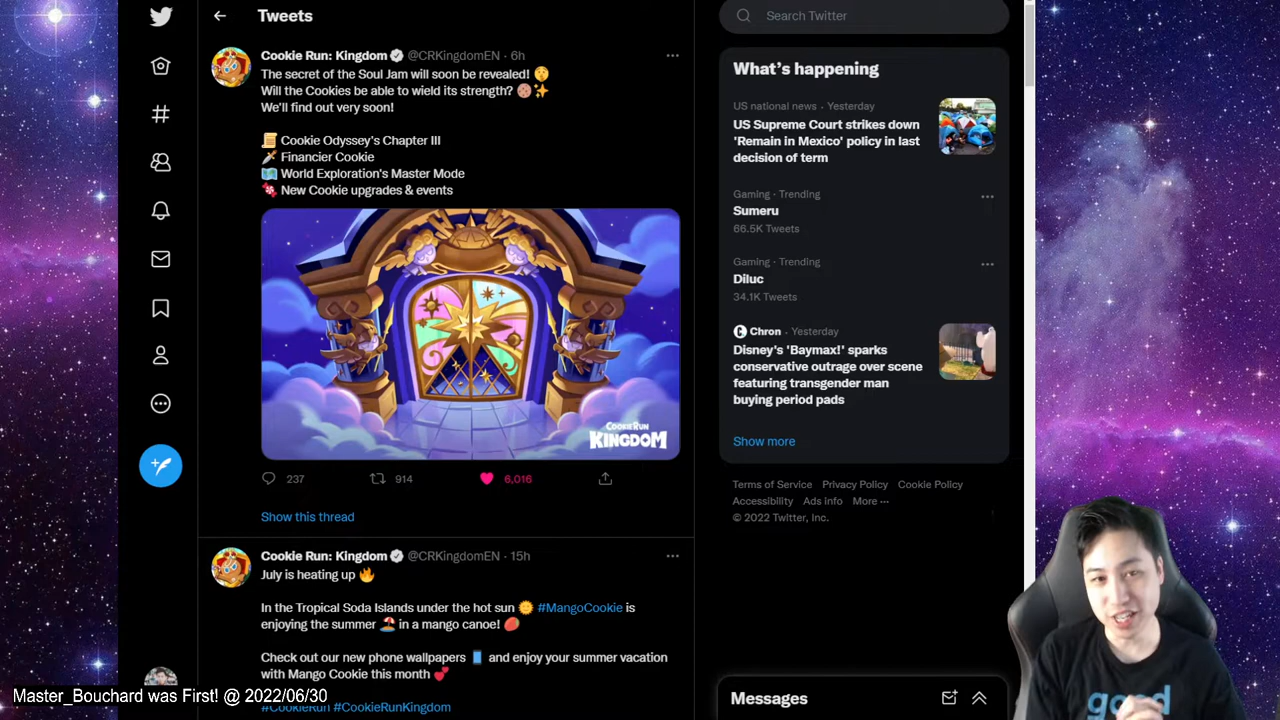 Tweets
Cookie Run: Kingdom @CRKingdomEN · 6h
The secret of the Soul Jam will soon be revealed! 🤫
Will the Cookies be able to wield its strength? 🍪✨
We'll find out very soon!
📜 Cookie Odyssey's Chapter III
🗡️ Financier Cookie
🗺️ World Exploration's Master Mode
🍬 New Cookie upgrades & events
COOKIERUN
KINGDOM
237 914 6,016
Show this thread
Cookie Run: Kingdom @CRKingdomEN · 15h
July is heating up 🔥
In the Tropical Soda Islands under the hot sun 🌞 #MangoCookie is
enjoying the summer 🏖️ in a mango canoe! 🥭
Check out our new phone wallpapers 📱 and enjoy your summer vacation
with Mango Cookie this month 💕
#CookieRun #CookieRunKingdom
Master_Bouchard was First! @ 2022/06/30
Search Twitter
What's happening
US national news · Yesterday
US Supreme Court strikes down
'Remain in Mexico' policy in last
decision of term
Gaming · Trending
Sumeru
66.5K Tweets
Gaming · Trending
Diluc
34.1K Tweets
Chron · Yesterday
Disney's 'Baymax!' sparks
conservative outrage over scene
featuring transgender man
buying period pads
Show more
Terms of Service Privacy Policy Cookie Policy
Accessibility Ads info More ···
© 2022 Twitter, Inc.
Messages
good